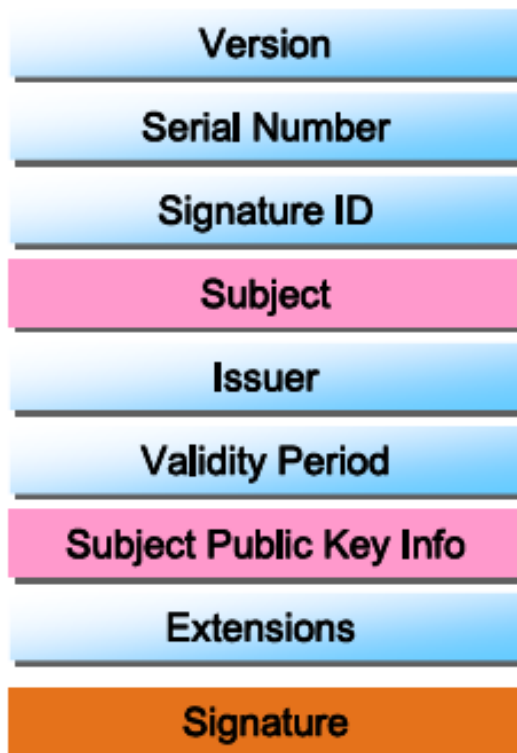 Version
Serial Number
Signature ID
Subject
Issuer
Validity Period
Subject Public Key Info
Extensions
Signature